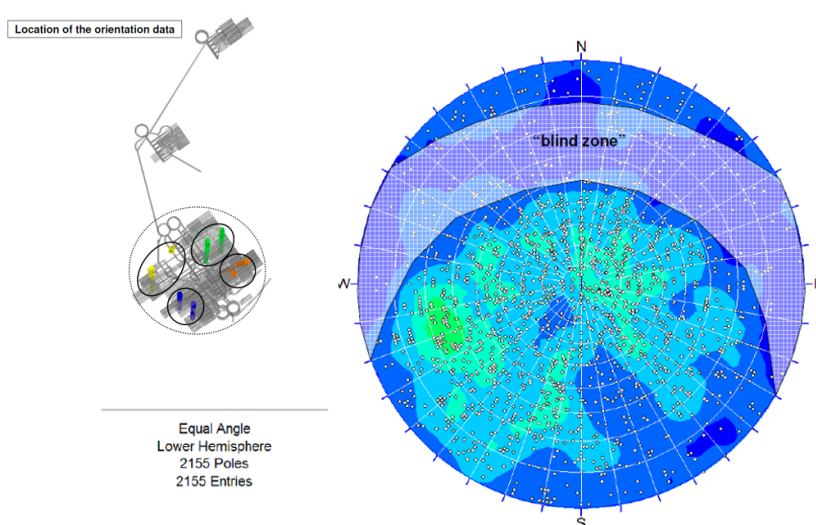 Location of the orientation data
N
"blind zone"
W
S
Equal Angle
Lower Hemisphere
2155 Poles
2155 Entries